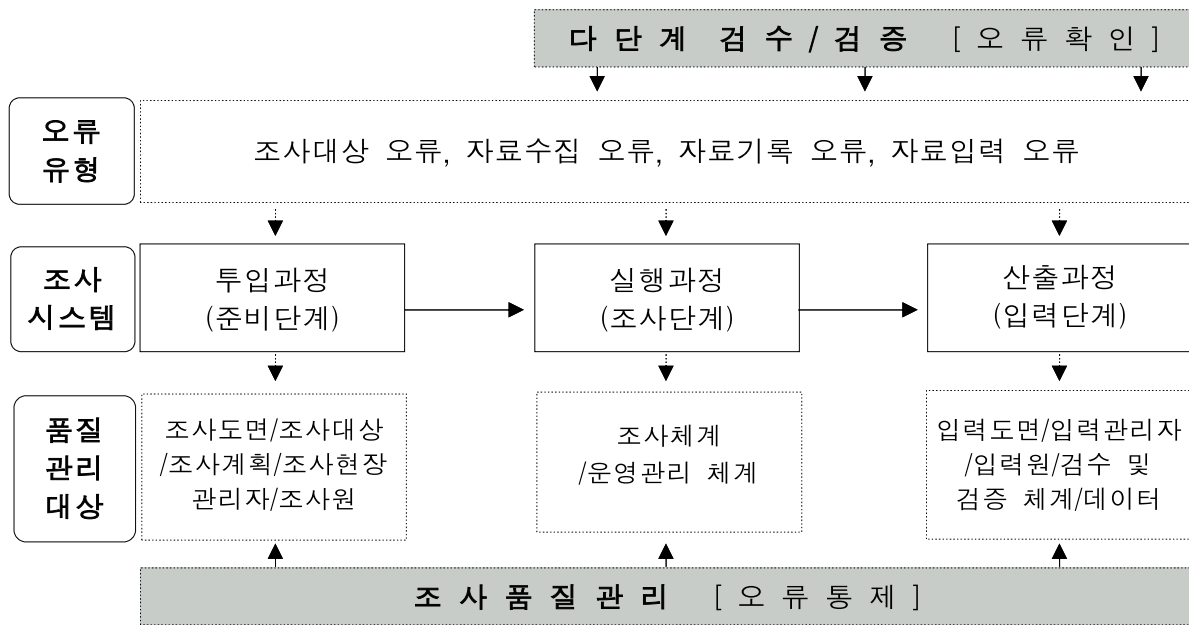 다단계 검수/검증 [오류확인]
오류
유형
조사대상 오류, 자료수집 오류, 자료기록 오류, 자료입력 오류
조사
시스템
투입과정
(준비단계)
실행과정
(조사단계)
산출과정
(입력단계)
품질
관리
대상
조사도면/조사대상
/조사계획/조사현장
관리자/조사원
조사체계
/운영관리 체계
입력도면/입력관리자
/입력원/검수 및
검증 체계/데이터
조사품질관리 [오류통제]